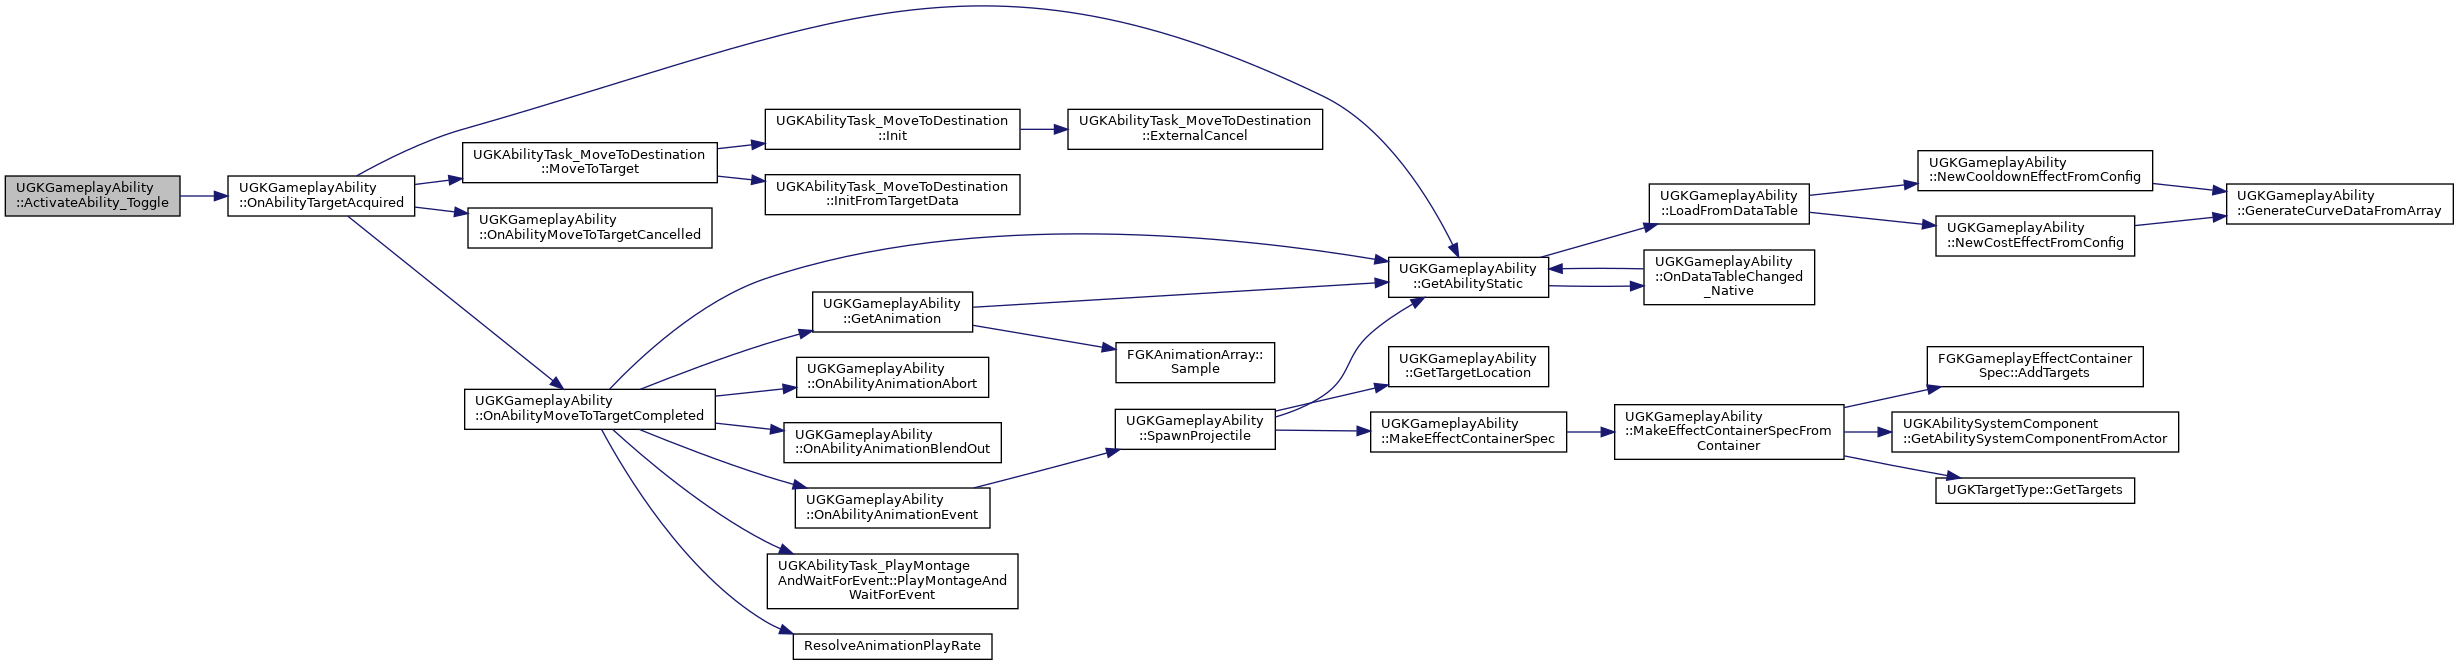 UGKGameplayAbility
::ActivateAbility_Toggle
UGKGameplayAbility
::OnAbilityTargetAcquired
UGKAbilityTask_MoveToDestination
::MoveToTarget
UGKGameplayAbility
::OnAbilityMoveToTargetCancelled
UGKGameplayAbility
::OnAbilityMoveToTargetCompleted
UGKAbilityTask_MoveToDestination
::Init
UGKAbilityTask_MoveToDestination
::InitFromTargetData
UGKAbilityTask_MoveToDestination
::ExternalCancel
UGKGameplayAbility
::GetAnimation
UGKGameplayAbility
::OnAbilityAnimationAbort
UGKGameplayAbility
::OnAbilityAnimationBlendOut
UGKGameplayAbility
::OnAbilityAnimationEvent
UGKAbilityTask_PlayMontage
AndWaitForEvent::PlayMontageAnd
WaitForEvent
ResolveAnimationPlayRate
FGKAnimationArray::
Sample
UGKGameplayAbility
::SpawnProjectile
UGKGameplayAbility
::GetAbilityStatic
UGKGameplayAbility
::GetTargetLocation
UGKGameplayAbility
::MakeEffectContainerSpec
UGKGameplayAbility
::LoadFromDataTable
UGKGameplayAbility
::OnDataTableChanged
_Native
UGKGameplayAbility
::MakeEffectContainerSpecFrom
Container
UGKGameplayAbility
::NewCooldownEffectFromConfig
UGKGameplayAbility
::NewCostEffectFromConfig
UGKGameplayAbility
::GenerateCurveDataFromArray
FGKGameplayEffectContainer
Spec::AddTargets
UGKAbilitySystemComponent
::GetAbilitySystemComponentFromActor
UGKTargetType::GetTargets